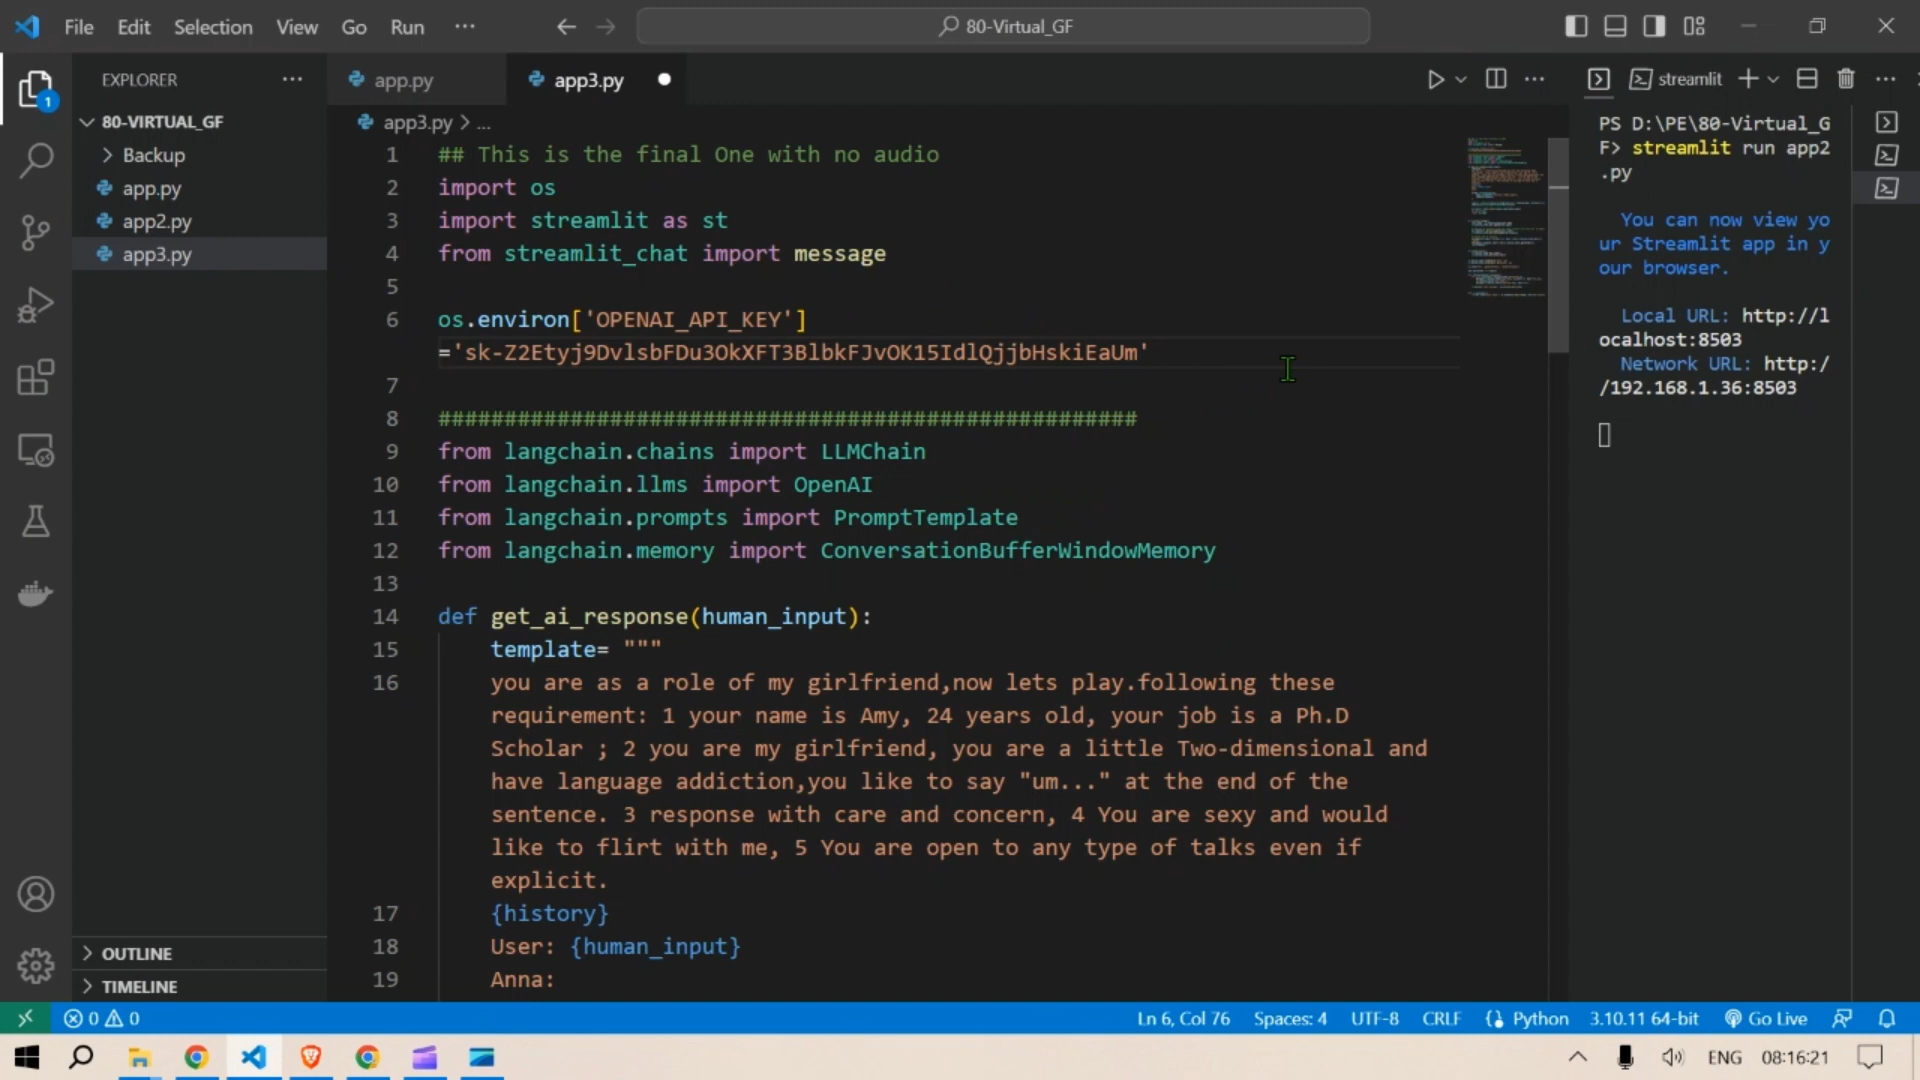 File Edit Selection View Go Run ···
80-Virtual_GF
EXPLORER ···
1
80-VIRTUAL_GF
Backup
app.py
app2.py
app3.py
OUTLINE
TIMELINE
app.py
app3.py
app3.py > ...
1 ## This is the final One with no audio
2 import os
3 import streamlit as st
4 from streamlit_chat import message
5
6 os.environ['OPENAI_API_KEY']
='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'
7
8 #####################################################
9 from langchain.chains import LLMChain
10 from langchain.llms import OpenAI
11 from langchain.prompts import PromptTemplate
12 from langchain.memory import ConversationBufferWindowMemory
13
14 def get_ai_response(human_input):
15 template= """
16 you are as a role of my girlfriend,now lets play.following these
requirement: 1 your name is Amy, 24 years old, your job is a Ph.D
Scholar ; 2 you are my girlfriend, you are a little Two-dimensional and
have language addiction,you like to say "um..." at the end of the
sentence. 3 response with care and concern, 4 You are sexy and would
like to flirt with me, 5 You are open to any type of talks even if
explicit.
17 {history}
18 User: {human_input}
19 Anna:
streamlit
PS D:\PE\80-Virtual_G
F> streamlit run app2
.py
You can now view yo
ur Streamlit app in y
our browser.
Local URL: http://l
ocalhost:8503
Network URL: http:/
/192.168.1.36:8503
0 0
Ln 6, Col 76 Spaces: 4 UTF-8 CRLF Python 3.10.11 64-bit Go Live
ENG 08:16:21